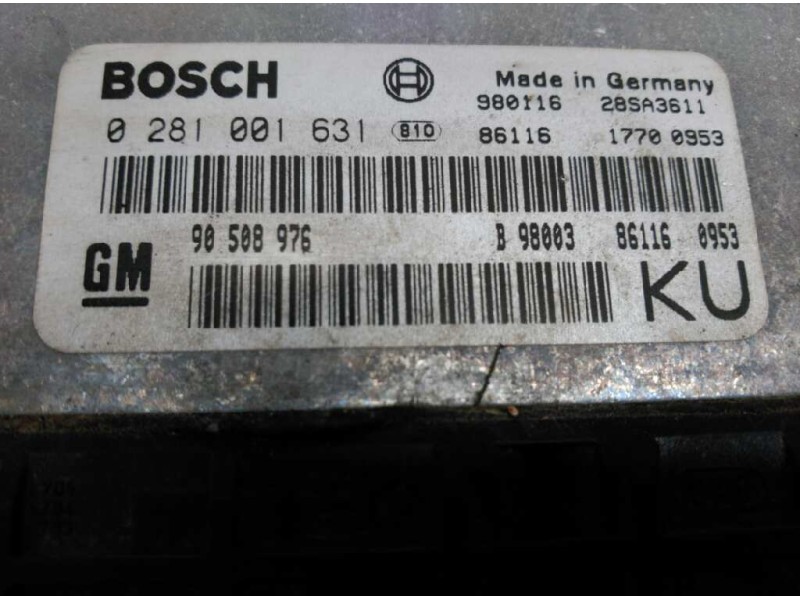 BOSCH
Made in Germany
980116 28SA3611
0 281 001 631 810 86116 1770 0953
90 508 976 B 98003 86116 0953
GM
KU